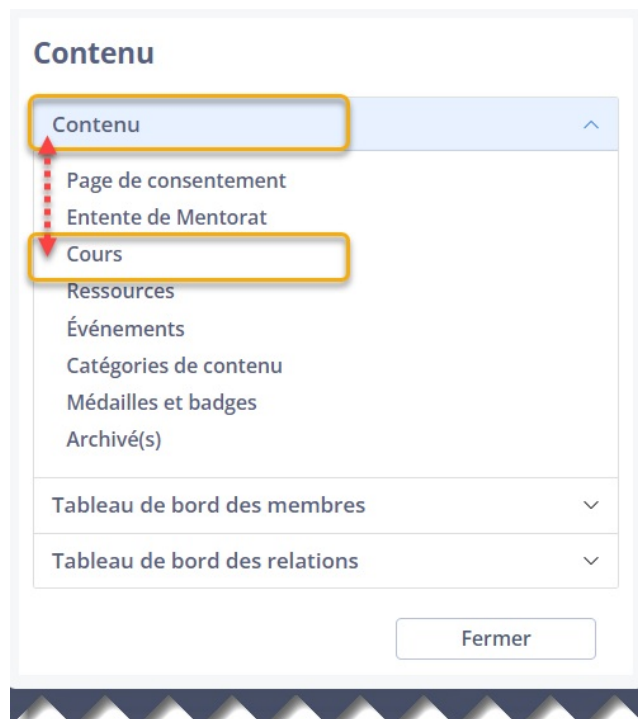 Contenu
Contenu
Page de consentement
Entente de Mentorat
Cours
Ressources
Événements
Catégories de contenu
Médailles et badges
Archivé(s)
Tableau de bord des membres
Tableau de bord des relations
Fermer